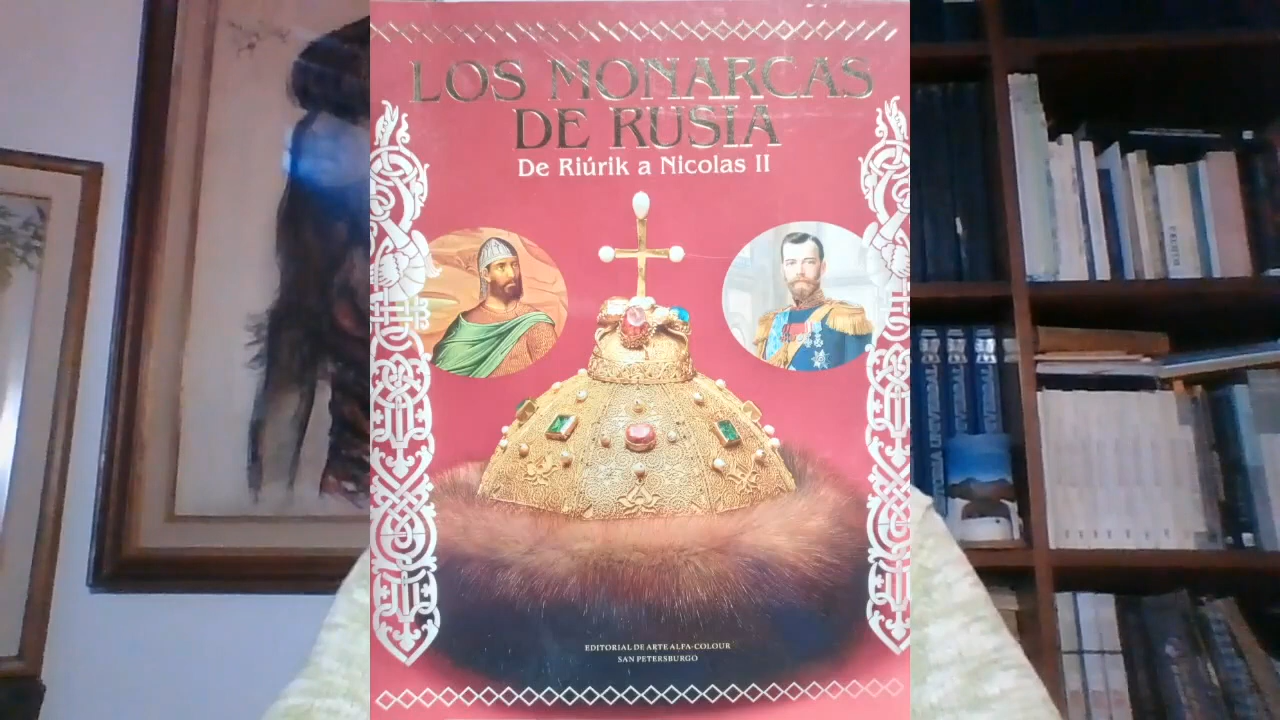 LOS MONARCAS
DE RUSIA
De Riúrik a Nicolas II
EDITORIAL DE ARTE ALFA-COLOUR
SAN PETERSBURGO